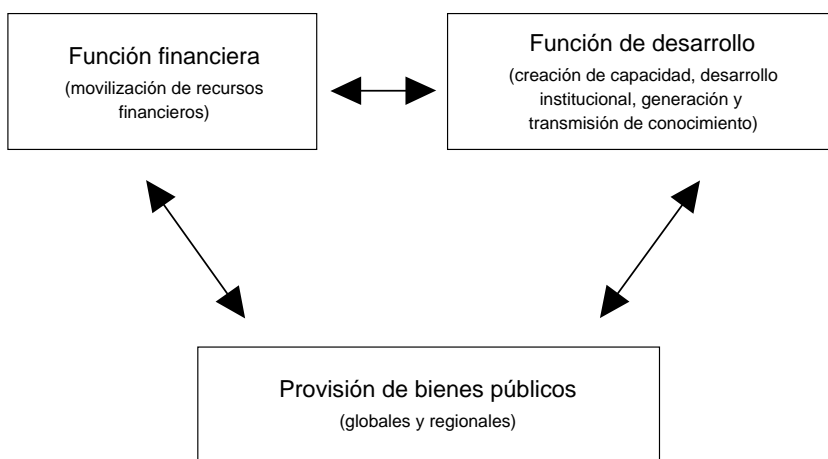 Función financiera
(movilización de recursos
financieros)
Función de desarrollo
(creación de capacidad, desarrollo
institucional, generación y
transmisión de conocimiento)
Provisión de bienes públicos
(globales y regionales)